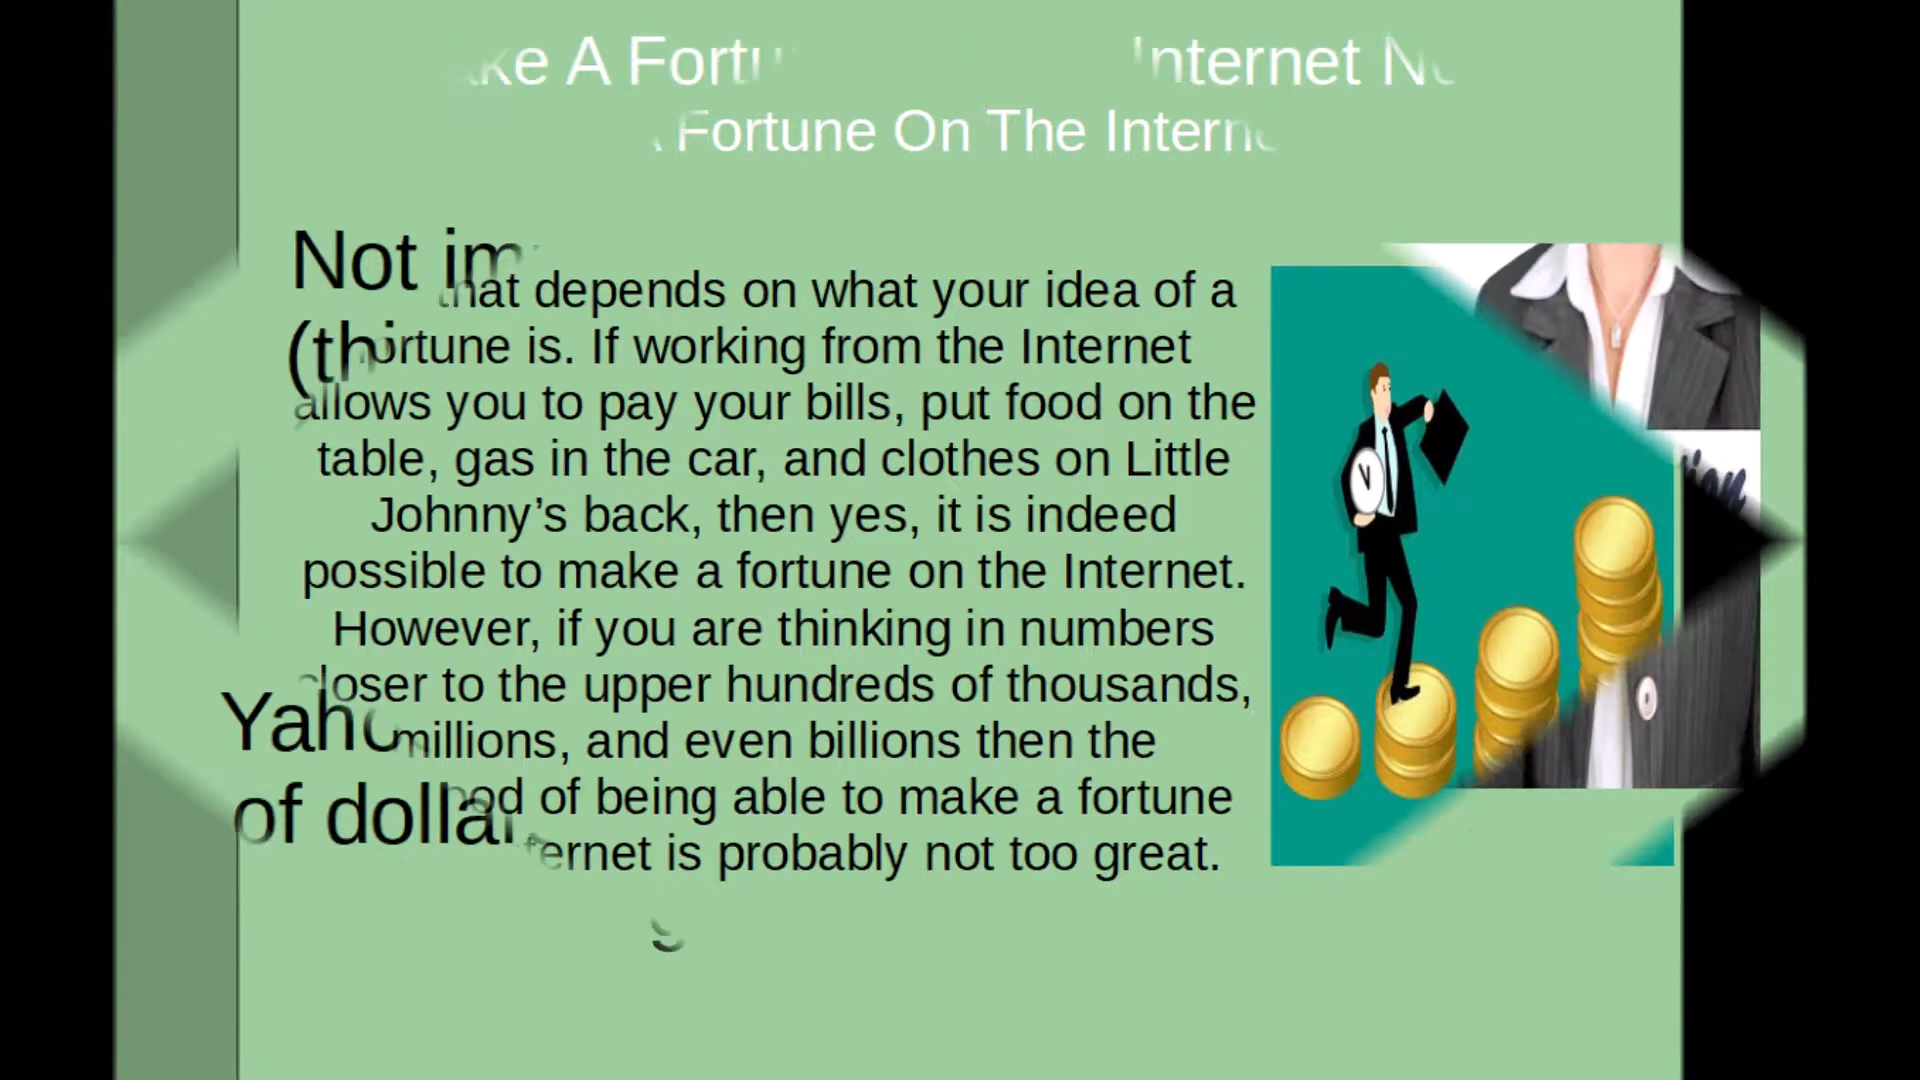 A Fortu
Internet
Fortune On The
Not
that depends on what your idea of a
fortune is. If working from the Internet
allows you to pay your bills, put food on the
table, gas in the car, and clothes on Little
Johnny’s back, then yes, it is indeed
possible to make a fortune on the Internet.
However, if you are thinking in numbers
closer to the upper hundreds of thousands,
Yaho
millions, and even billions then the
of being able to make a fortune
of dollar
ternet is probably not too great.